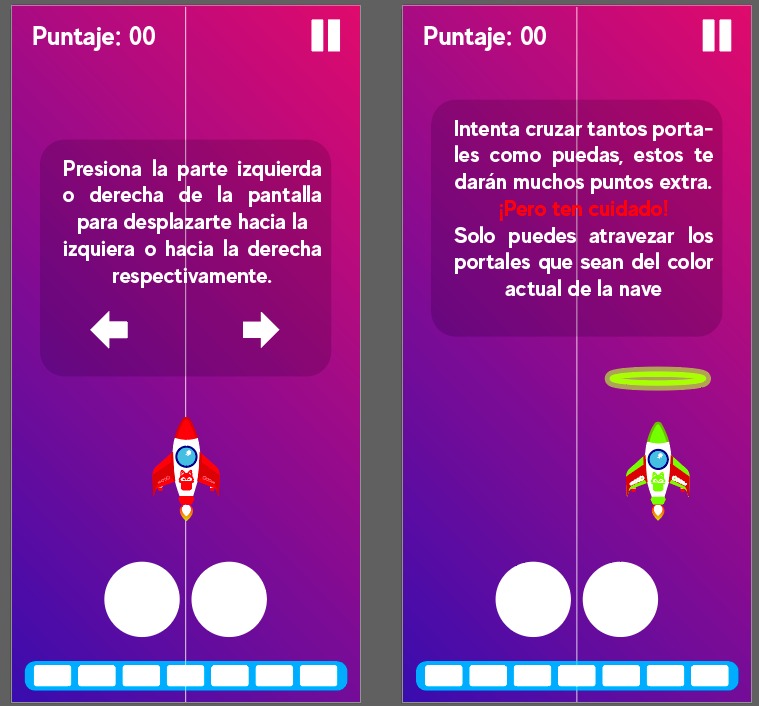 Puntaje: 00
Presiona la parte izquierda
o derecha de la pantalla
para desplazarte hacia la
izquiera o hacia la derecha
respectivamente.
Puntaje: 00
Intenta cruzar tantos porta-
les como puedas, estos te
darán muchos puntos extra.
¡Pero ten cuidado!
Solo puedes atravezar los
portales que sean del color
actual de la nave